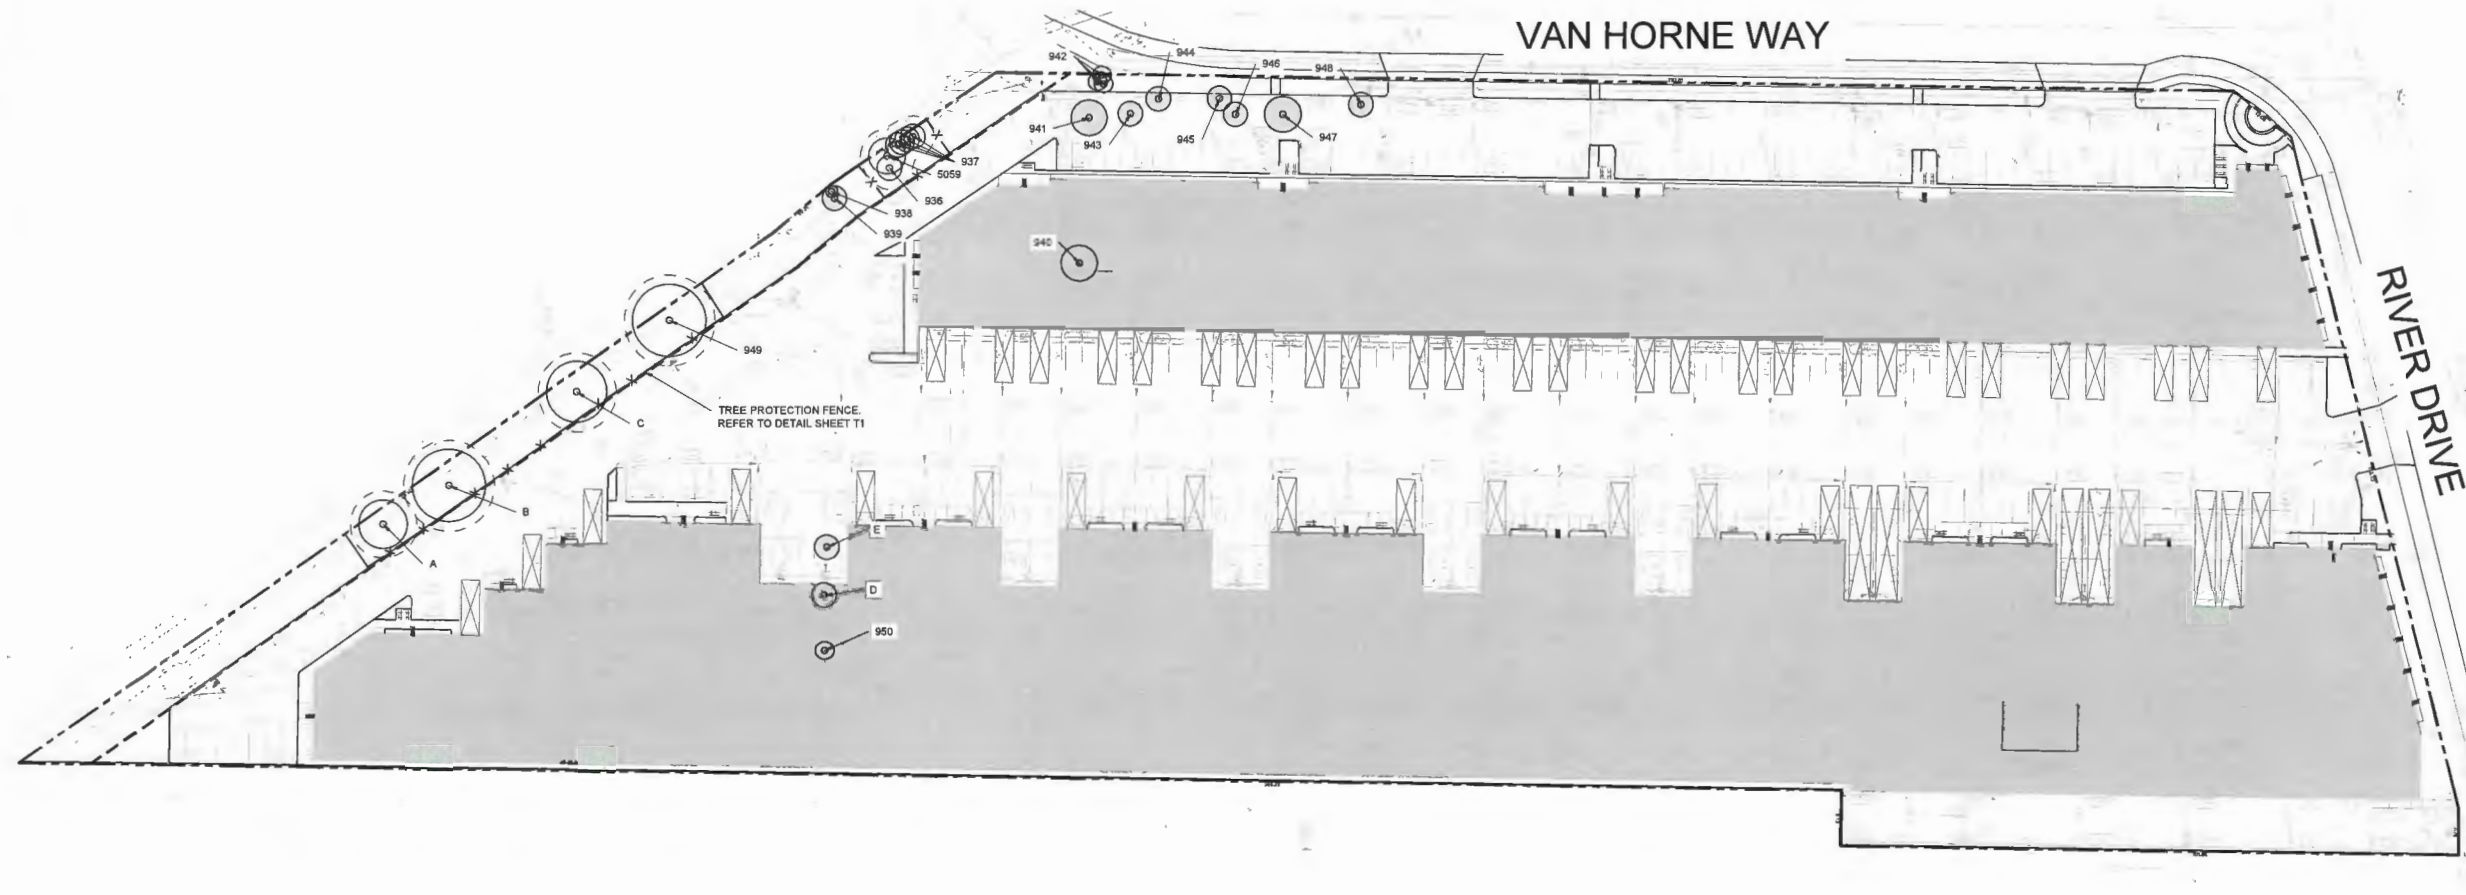 VAN HORNE WAY
RIVER DRIVE
942
944
946
948
941
943
945
947
937
5059
936
938
939
940
949
TREE PROTECTION FENCE.
REFER TO DETAIL SHEET T1
C
B
A
E
D
950